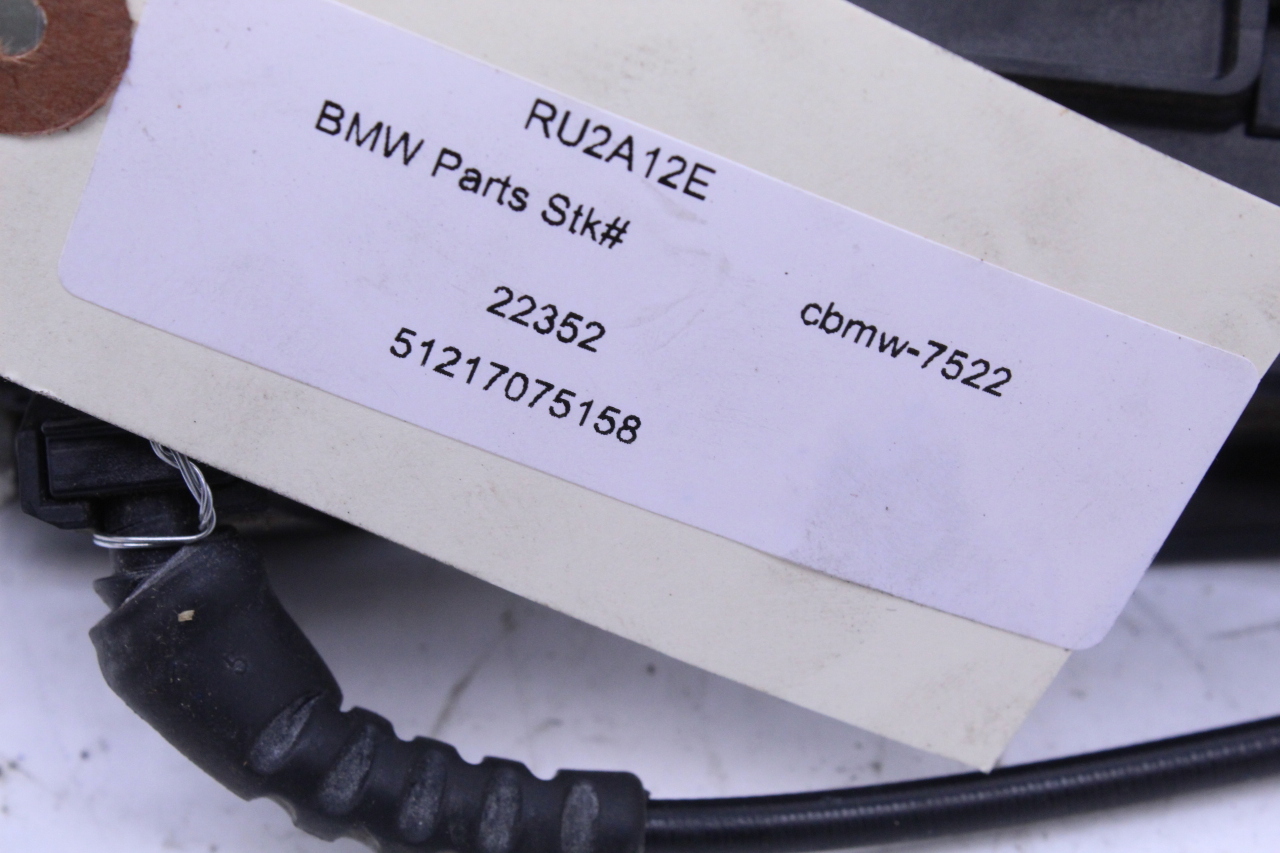 RU2A12E
BMW Parts Stk#
22352
cbmw-7522
51217075158